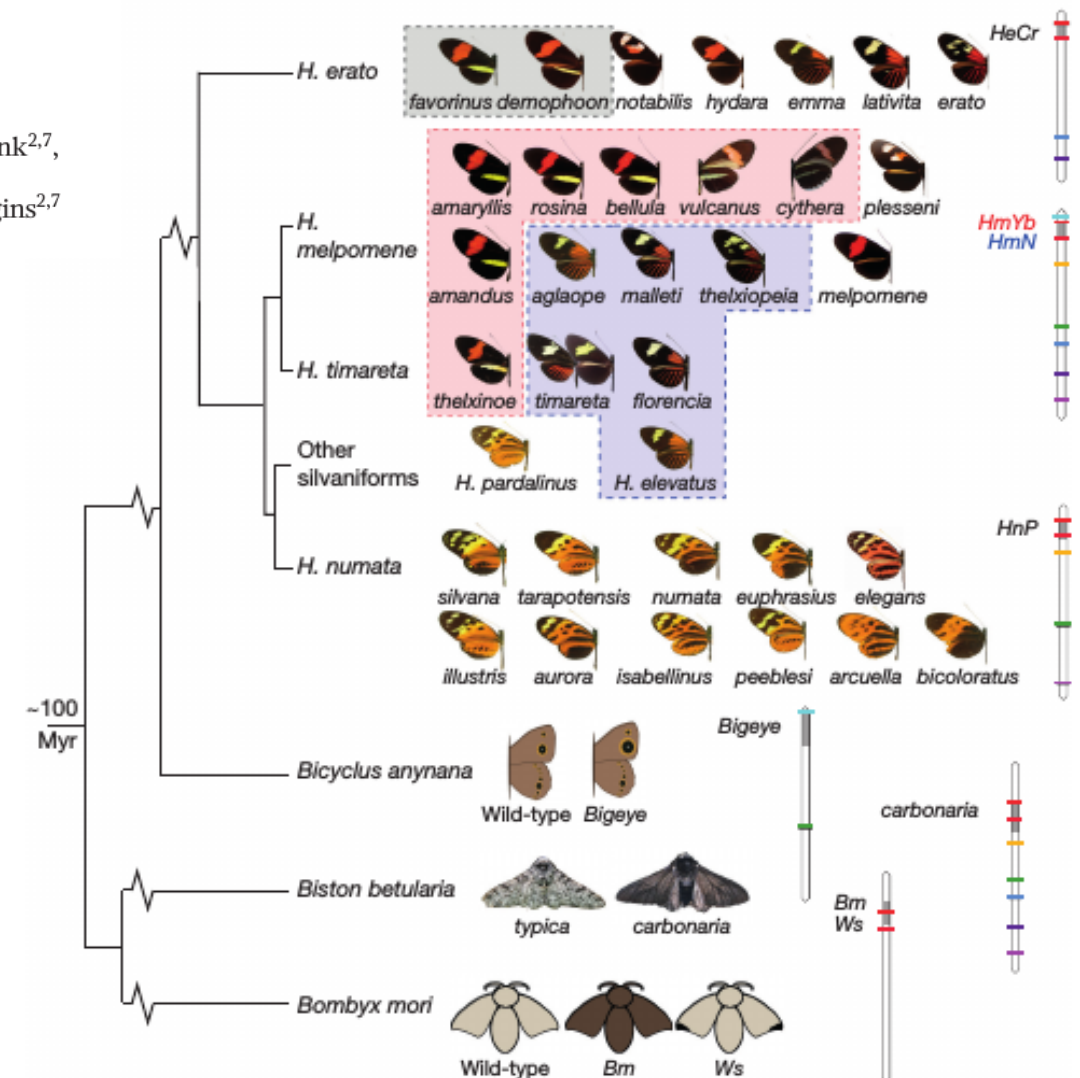 nk2,7,
gins2,7
H. erato
favorinus demophoon notabilis hydara emma lativita erato
HeCr
amaryllis rosina bellula vulcanus cythera plesseni
H.
melpomene
HmYb
HmN
amandus aglaope malleti thelxiopeia melpomene
H. timareta
thelxinoe timareta florencia
Other
silvaniforms
H. pardalinus H. elevatus
HnP
H. numata
silvana tarapotensis numata euphrasius elegans
illustris aurora isabellinus peeblesi arcuella bicoloratus
~100
Myr
Bigeye
Bicyclus anynana
Wild-type Bigeye
carbonaria
Biston betularia
typica carbonaria
Bm
Ws
Bombyx mori
Wild-type Bm Ws